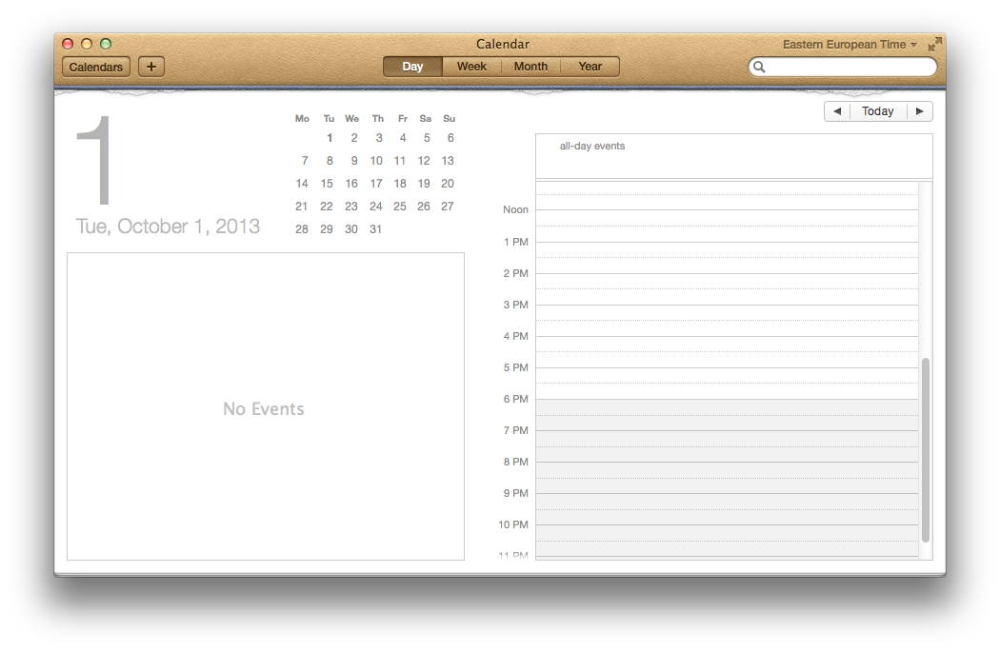 Calendar
Eastern European Time
Calendars
+
Day Week Month Year
Today
1
Tue, October 1, 2013
Mo Tu We Th Fr Sa Su
1 2 3 4 5 6
7 8 9 10 11 12 13
14 15 16 17 18 19 20
21 22 23 24 25 26 27
28 29 30 31
No Events
all-day events
Noon
1 PM
2 PM
3 PM
4 PM
5 PM
6 PM
7 PM
8 PM
9 PM
10 PM
11 PM